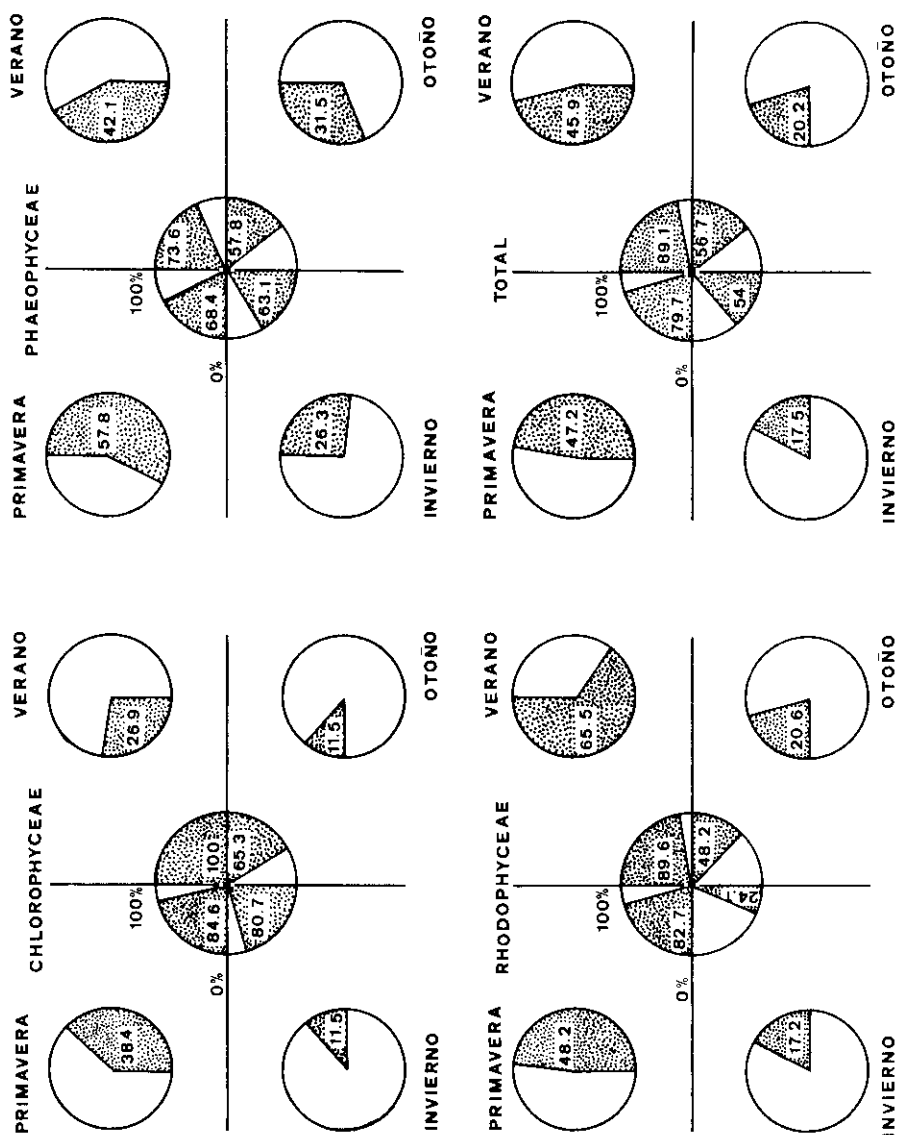 CHLOROPHYCEAE
PRIMAVERA
VERANO
38.4
100%
84.6
100
26.9
0%
80.7
65.3
11.5
11.5
INVIERNO
OTOÑO
PHAEOPHYCEAE
PRIMAVERA
VERANO
57.8
100%
68.4
73.6
42.1
0%
63.1
57.8
26.3
31.5
INVIERNO
OTOÑO
RHODOPHYCEAE
PRIMAVERA
VERANO
48.2
100%
82.7
89.6
65.5
0%
24.1
48.2
17.2
20.6
INVIERNO
OTOÑO
TOTAL
PRIMAVERA
VERANO
47.2
100%
79.7
89.1
45.9
0%
54
56.7
17.5
20.2
INVIERNO
OTOÑO